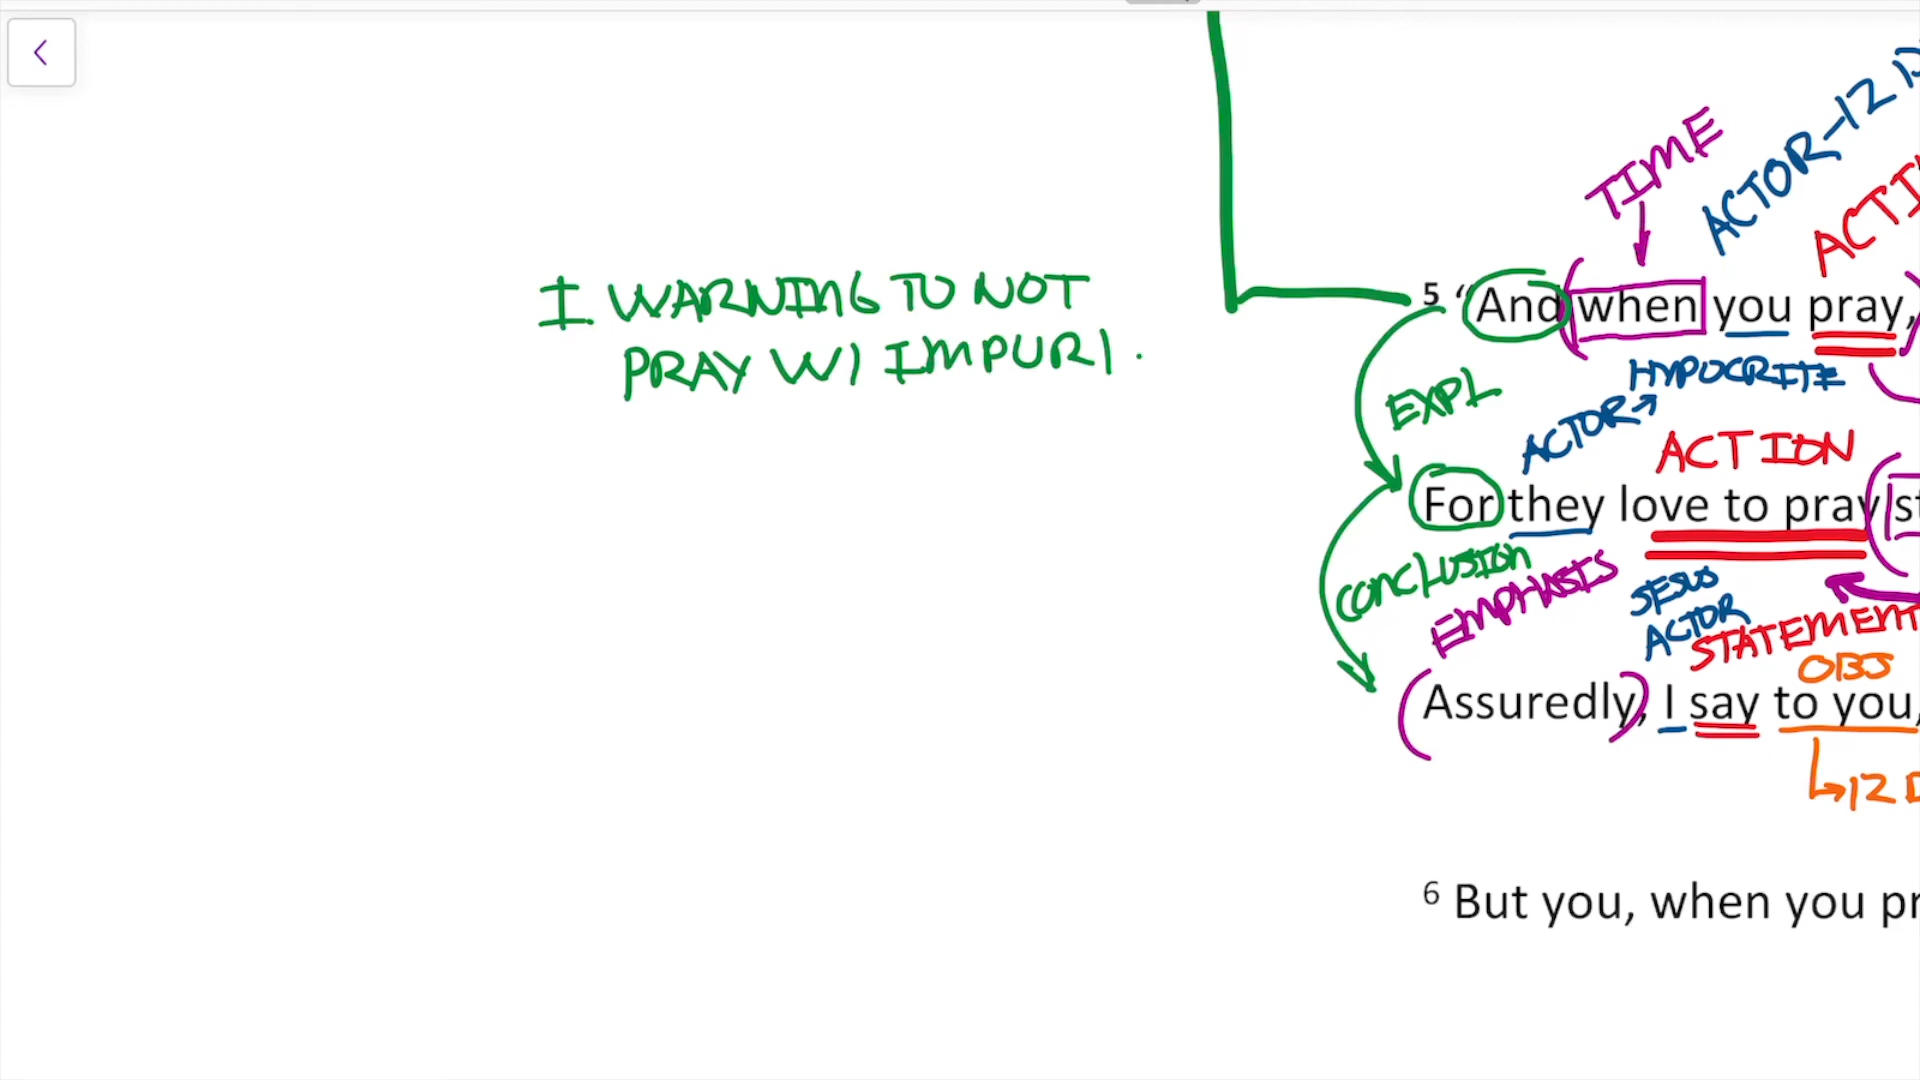 TIME
ACTOR-12 D
ACTI
I WARNING TO NOT
PRAY W/ IMPURI
5 “And when you pray,
HYPOCRITE
EXPL
ACTOR→
ACTION
For they love to pray st
CONCLUSION
EMPHASIS
JESUS
ACTOR
STATEMENT
OBJ
(Assuredly), I say to you,
12 D
6 But you, when you pr